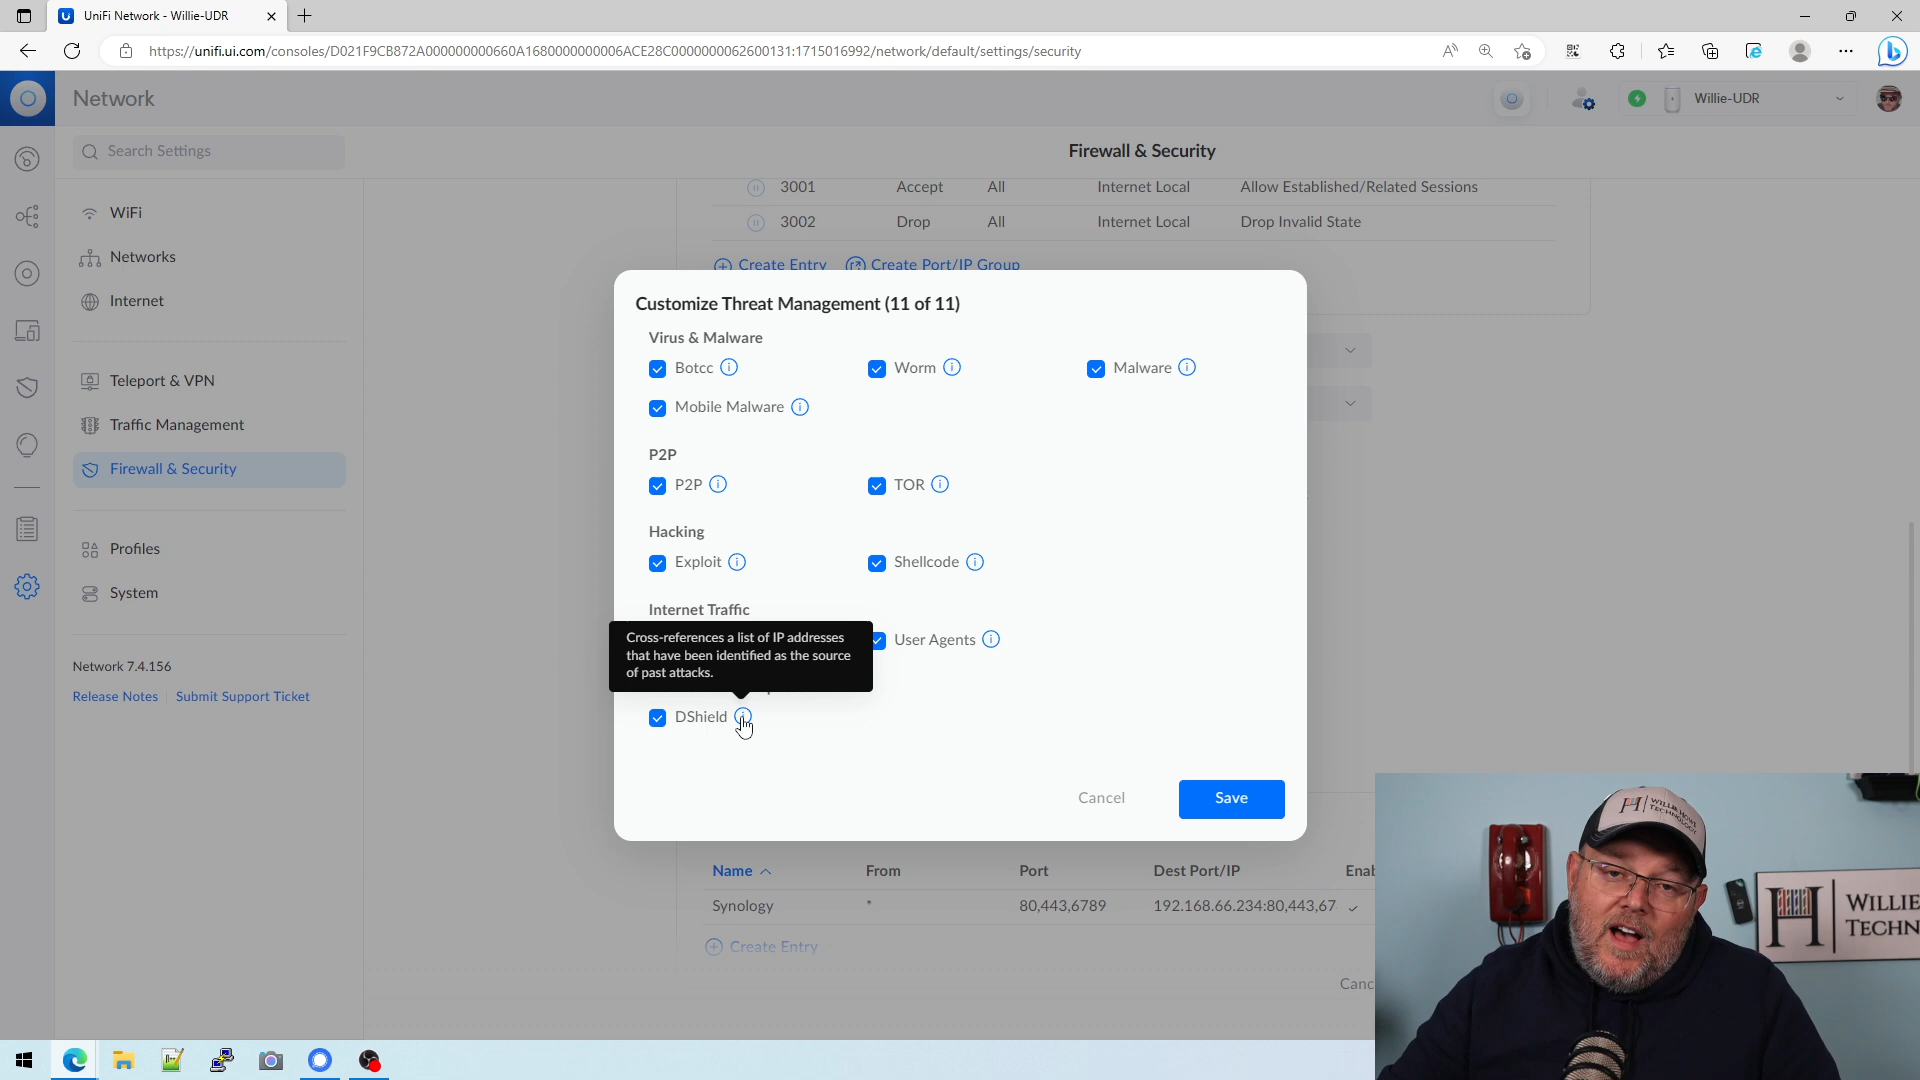 UniFi Network - Willie-UDR
https://unifi.ui.com/consoles/D021F9CB872A000000000660A1680000000006ACE28C0000000062600131:1715016992/network/default/settings/security
Network
Willie-UDR
Search Settings
Firewall & Security
WiFi
Networks
Internet
Teleport & VPN
Traffic Management
Firewall & Security
Profiles
System
Network 7.4.156
Release Notes Submit Support Ticket
3001 Accept All Internet Local Allow Established/Related Sessions
3002 Drop All Internet Local Drop Invalid State
Create Entry Create Port/IP Group
Customize Threat Management (11 of 11)
Virus & Malware
Botcc Worm Malware
Mobile Malware
P2P
P2P TOR
Hacking
Exploit Shellcode
Internet Traffic
Cross-references a list of IP addresses
that have been identified as the source
of past attacks.
User Agents
DShield
Cancel Save
Name From Port Dest Port/IP Enab
Synology * 80,443,6789 192.168.66.234:80,443,67
Create Entry
Canc
WILLIE HOWE
TECHNOLOGY
WILLIE
TECHN